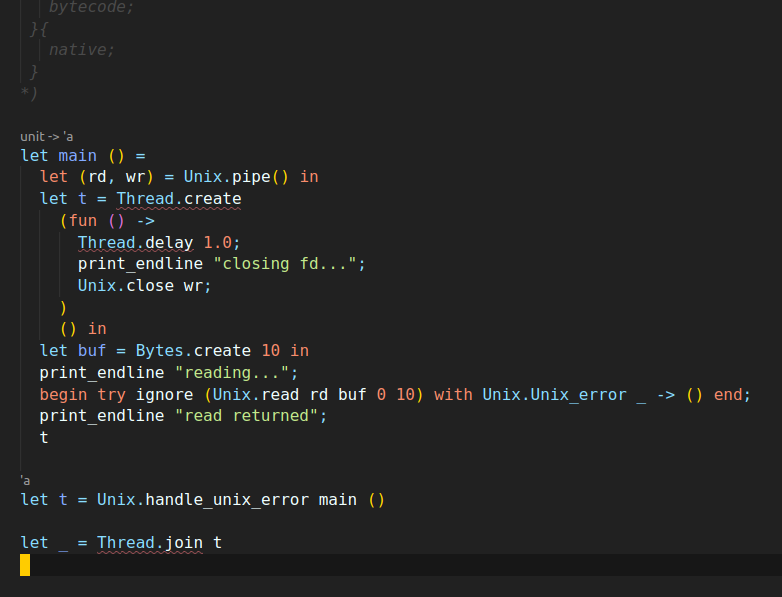 bytecode;
}{
native;
}
*)
unit -> 'a
let main () =
let (rd, wr) = Unix.pipe() in
let t = Thread.create
(fun () ->
Thread.delay 1.0;
print_endline "closing fd...";
Unix.close wr;
)
() in
let buf = Bytes.create 10 in
print_endline "reading...";
begin try ignore (Unix.read rd buf 0 10) with Unix.Unix_error _ -> () end;
print_endline "read returned";
t
'a
let t = Unix.handle_unix_error main ()
let _ = Thread.join t